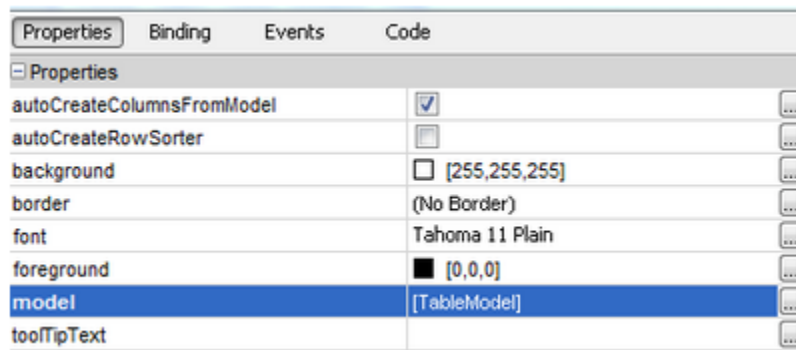 Properties Binding Events Code
Properties
autoCreateColumnsFromModel ...
autoCreateRowSorter ...
background [255,255,255] ...
border (No Border) ...
font Tahoma 11 Plain ...
foreground [0,0,0] ...
model [TableModel] ...
toolTipText ...